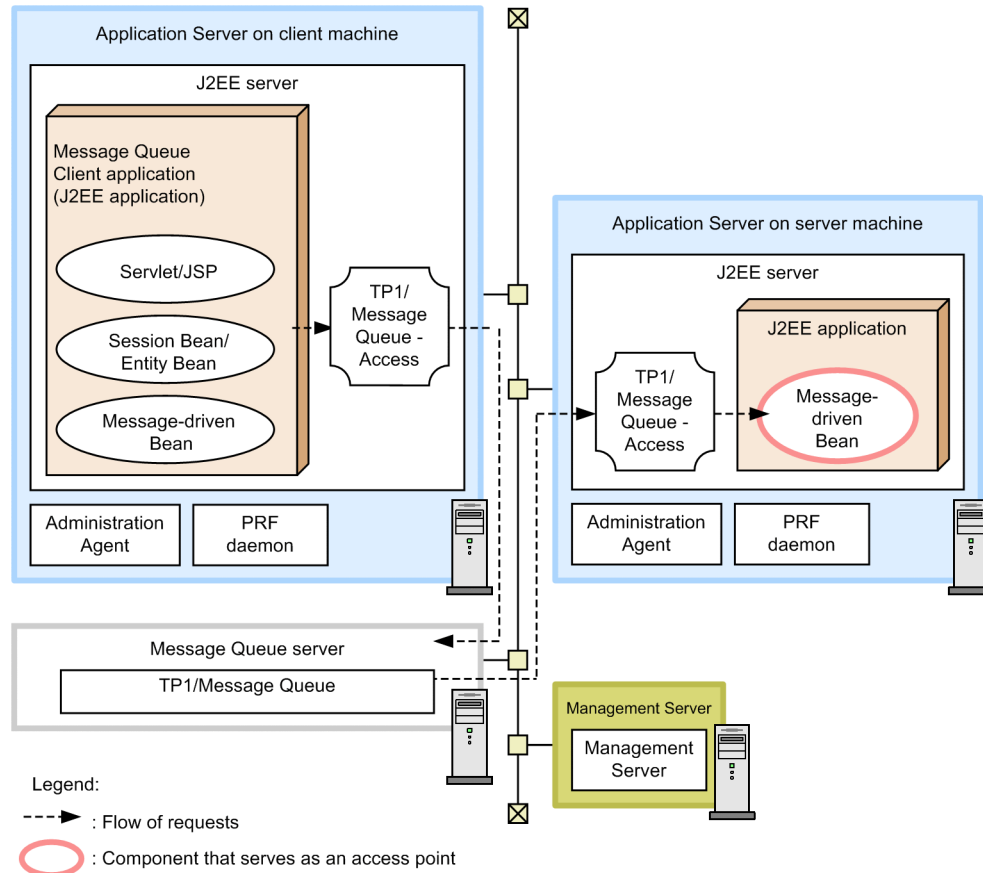 Application Server on client machine
J2EE server
Message Queue
Client application
(J2EE application)
Servlet/JSP
Session Bean/
Entity Bean
Message-driven
Bean
TP1/
Message
Queue -
Access
Administration
Agent
PRF
daemon
Application Server on server machine
J2EE server
TP1/
Message
Queue -
Access
J2EE application
Message-
driven
Bean
Administration
Agent
PRF
daemon
Message Queue server
TP1/Message Queue
Management Server
Management
Server
Legend:
: Flow of requests
: Component that serves as an access point